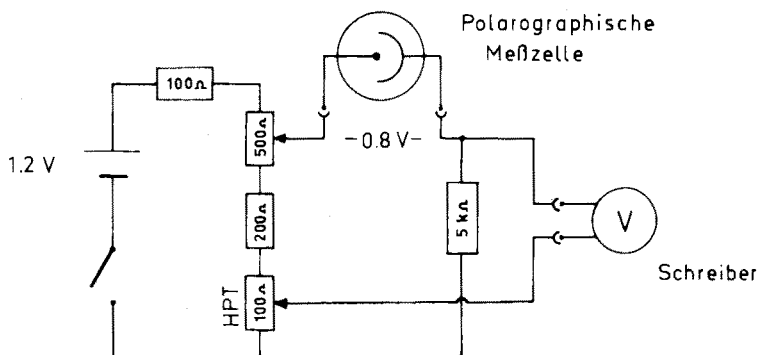 Polarographische
Meßzelle
100Ω
500Ω
-0.8 V-
1.2 V
200Ω
5 kΩ
V
Schreiber
HPT
100Ω